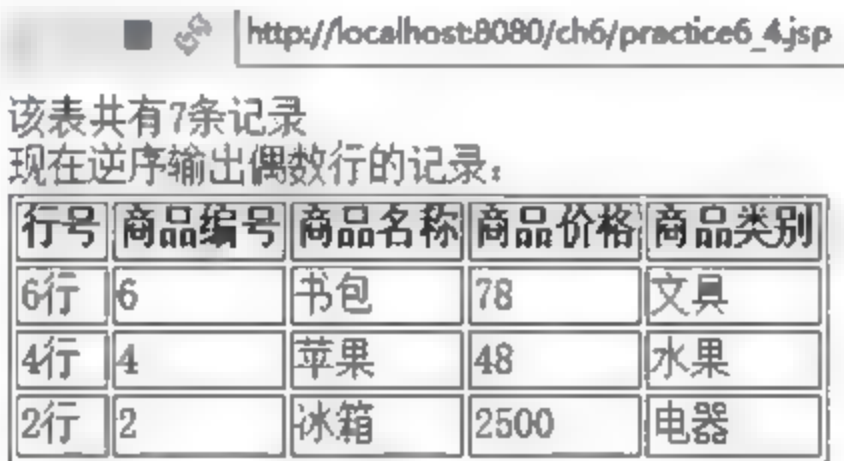 http://localhost:8080/ch6/practice6_4.jsp
该表共有7条记录
现在逆序输出偶数行的记录：
行号 商品编号 商品名称 商品价格 商品类别
6行 6 书包 78 文具
4行 4 苹果 48 水果
2行 2 冰箱 2500 电器